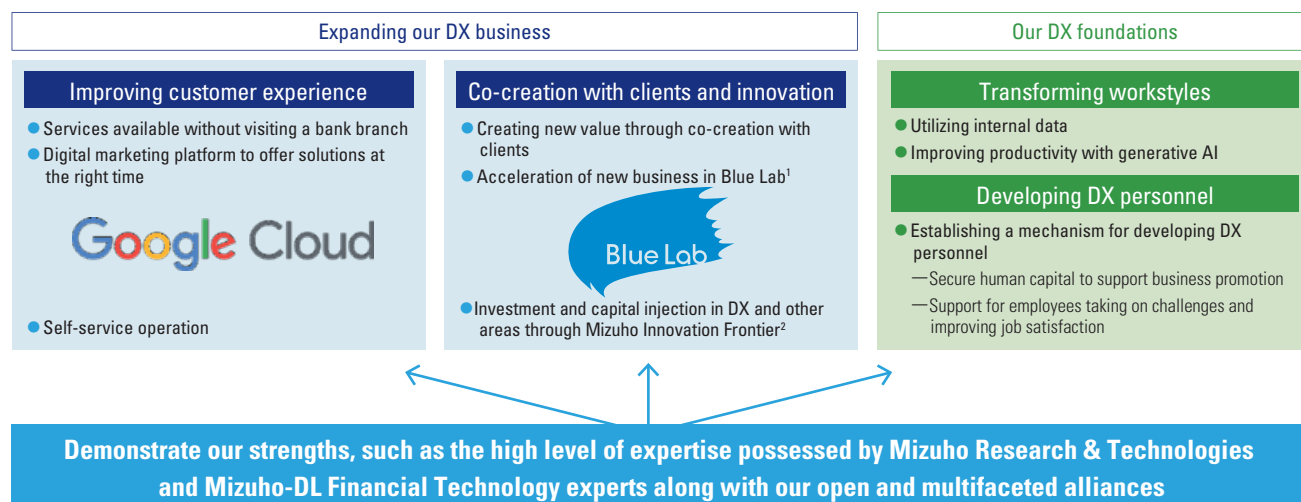 Expanding our DX business
Improving customer experience
● Services available without visiting a bank branch
● Digital marketing platform to offer solutions at
the right time
Google Cloud
● Self-service operation
Co-creation with clients and innovation
● Creating new value through co-creation with
clients
● Acceleration of new business in Blue Lab¹
Blue Lab
● Investment and capital injection in DX and other
areas through Mizuho Innovation Frontier²
Our DX foundations
Transforming workstyles
● Utilizing internal data
● Improving productivity with generative AI
Developing DX personnel
● Establishing a mechanism for developing DX
personnel
—Secure human capital to support business promotion
—Support for employees taking on challenges and
improving job satisfaction
Demonstrate our strengths, such as the high level of expertise possessed by Mizuho Research & Technologies
and Mizuho-DL Financial Technology experts along with our open and multifaceted alliances